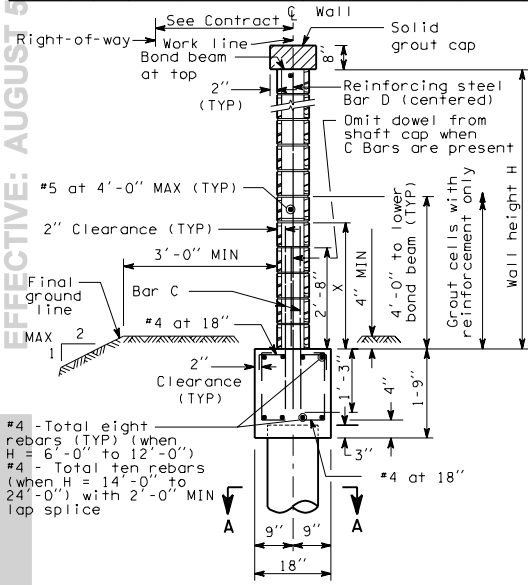 EFFECTIVE: AUGUST 5
℄ Wall
See Contract
Right-of-way
Work line
Solid
grout cap
Bond beam
at top
8"
2"
(TYP)
Reinforcing steel
Bar D (centered)
Omit dowel from
shaft cap when
C Bars are present
#5 at 4'-0" MAX (TYP)
2" Clearance (TYP)
3'-0" MIN
Final
ground
line
Bar C
2'-8"
X
4" MIN
4'-0" to lower
bond beam (TYP)
Grout cells with
reinforcement only
Wall height H
MAX
2
1
#4 at 18"
2"
Clearance
(TYP)
1'-3"
4"
1-9"
3"
#4 -Total eight
rebars (TYP) (when
H = 6'-0" to 12'-0")
#4 - Total ten rebars
(when H = 14'-0" to
24'-0") with 2'-0" MIN
lap splice
#4 at 18"
A
A
9"
9"
18"